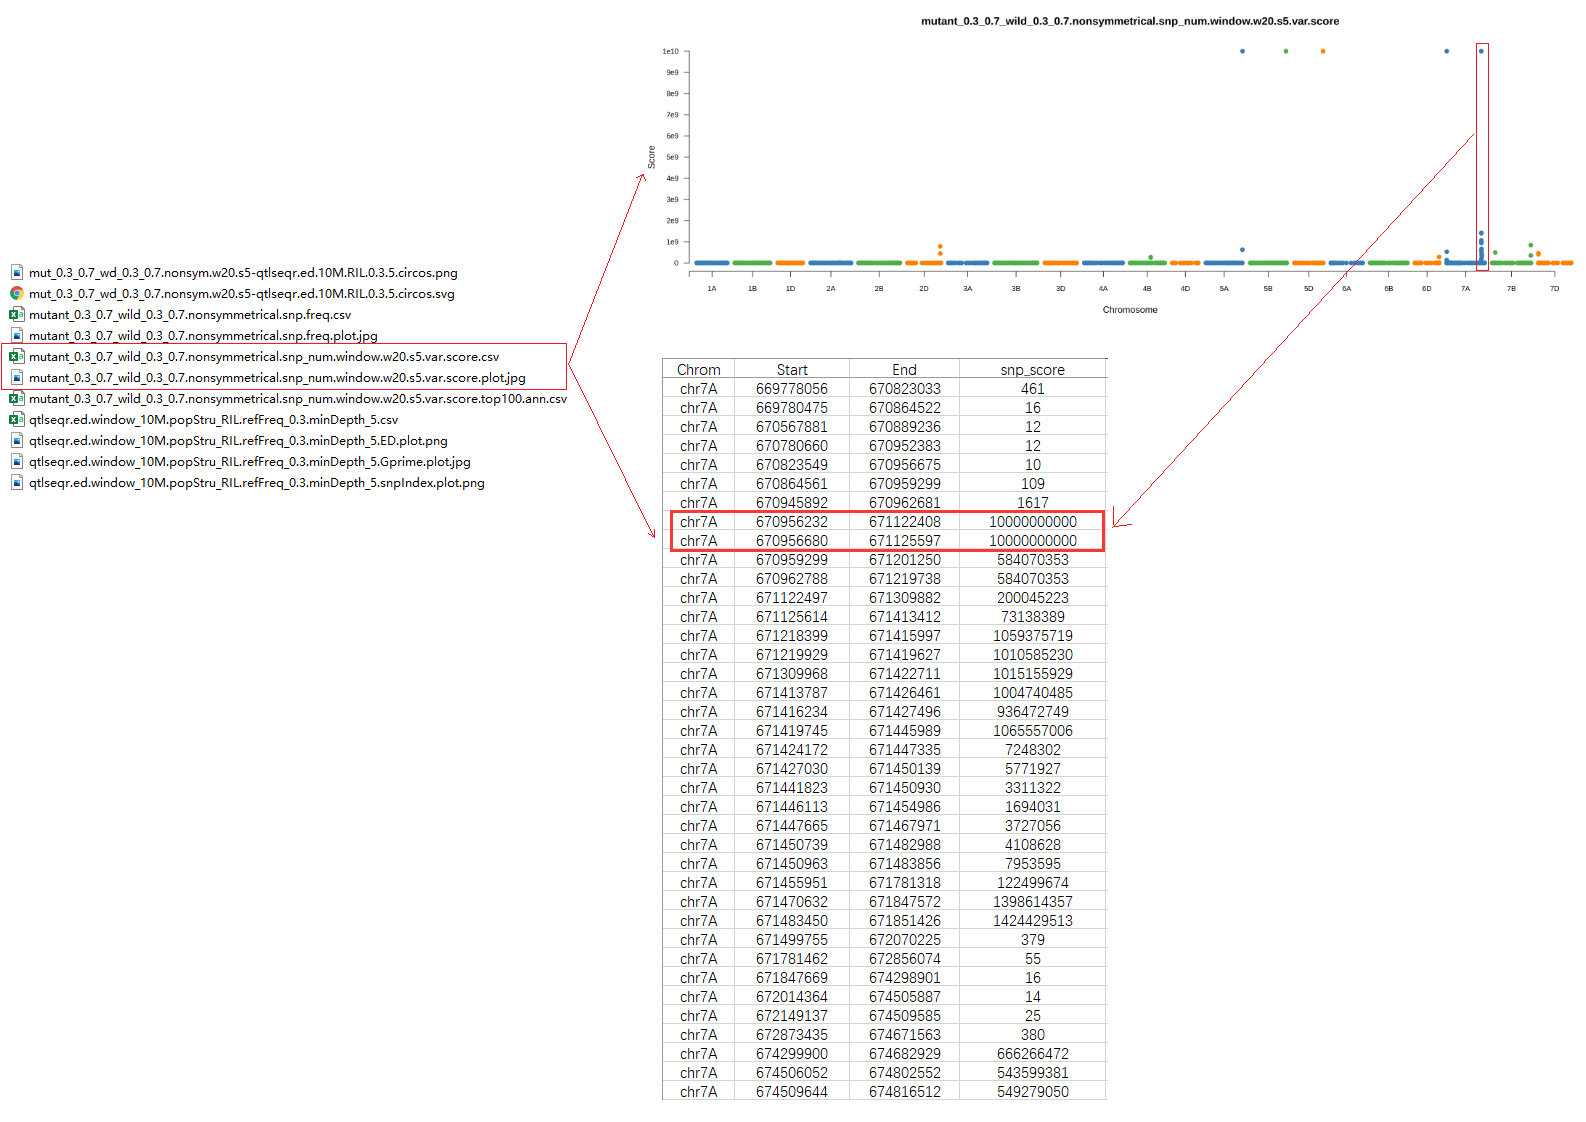 mutant_0.3_0.7_wild_0.3_0.7.nonsymmetrical.snp_num.window.w20.s5.var.score
1e10
9e9
8e9
7e9
6e9
5e9
4e9
3e9
2e9
1e9
0
Score
1A 1B 1D 2A 2B 2D 3A 3B 3D 4A 4B 4D 5A 5B 5D 6A 6B 6D 7A 7B 7D
Chromosome
mut_0.3_0.7_wd_0.3_0.7.nonsym.w20.s5-qtlseqr.ed.10M.RIL.0.3.5.circos.png
mut_0.3_0.7_wd_0.3_0.7.nonsym.w20.s5-qtlseqr.ed.10M.RIL.0.3.5.circos.svg
mutant_0.3_0.7_wild_0.3_0.7.nonsymmetrical.snp.freq.csv
mutant_0.3_0.7_wild_0.3_0.7.nonsymmetrical.snp.freq.plot.jpg
mutant_0.3_0.7_wild_0.3_0.7.nonsymmetrical.snp_num.window.w20.s5.var.score.csv
mutant_0.3_0.7_wild_0.3_0.7.nonsymmetrical.snp_num.window.w20.s5.var.score.plot.jpg
mutant_0.3_0.7_wild_0.3_0.7.nonsymmetrical.snp_num.window.w20.s5.var.score.top100.ann.csv
qtlseqr.ed.window_10M.popStru_RIL.refFreq_0.3.minDepth_5.csv
qtlseqr.ed.window_10M.popStru_RIL.refFreq_0.3.minDepth_5.ED.plot.png
qtlseqr.ed.window_10M.popStru_RIL.refFreq_0.3.minDepth_5.Gprime.plot.jpg
qtlseqr.ed.window_10M.popStru_RIL.refFreq_0.3.minDepth_5.snpIndex.plot.png
Chrom Start End snp_score
chr7A 669778056 670823033 461
chr7A 669780475 670864522 16
chr7A 670567881 670889236 12
chr7A 670780660 670952383 12
chr7A 670823549 670956675 10
chr7A 670864561 670959299 109
chr7A 670945892 670962681 1617
chr7A 670956232 671122408 10000000000
chr7A 670956680 671125597 10000000000
chr7A 670959299 671201250 584070353
chr7A 670962788 671219738 584070353
chr7A 671122497 671309882 200045223
chr7A 671125614 671413412 73138389
chr7A 671218399 671415997 1059375719
chr7A 671219929 671419627 1010585230
chr7A 671309968 671422711 1015155929
chr7A 671413787 671426461 1004740485
chr7A 671416234 671427496 936472749
chr7A 671419745 671445989 1065557006
chr7A 671424172 671447335 7248302
chr7A 671427030 671450139 5771927
chr7A 671441823 671450930 3311322
chr7A 671446113 671454986 1694031
chr7A 671447665 671467971 3727056
chr7A 671450739 671482988 4108628
chr7A 671450963 671483856 7953595
chr7A 671455951 671781318 122499674
chr7A 671470632 671847572 1398614357
chr7A 671483450 671851426 1424429513
chr7A 671499755 672070225 379
chr7A 671781462 672856074 55
chr7A 671847669 674298901 16
chr7A 672014364 674505887 14
chr7A 672149137 674509585 25
chr7A 672873435 674671563 380
chr7A 674299900 674682929 666266472
chr7A 674506052 674802552 543599381
chr7A 674509644 674816512 549279050